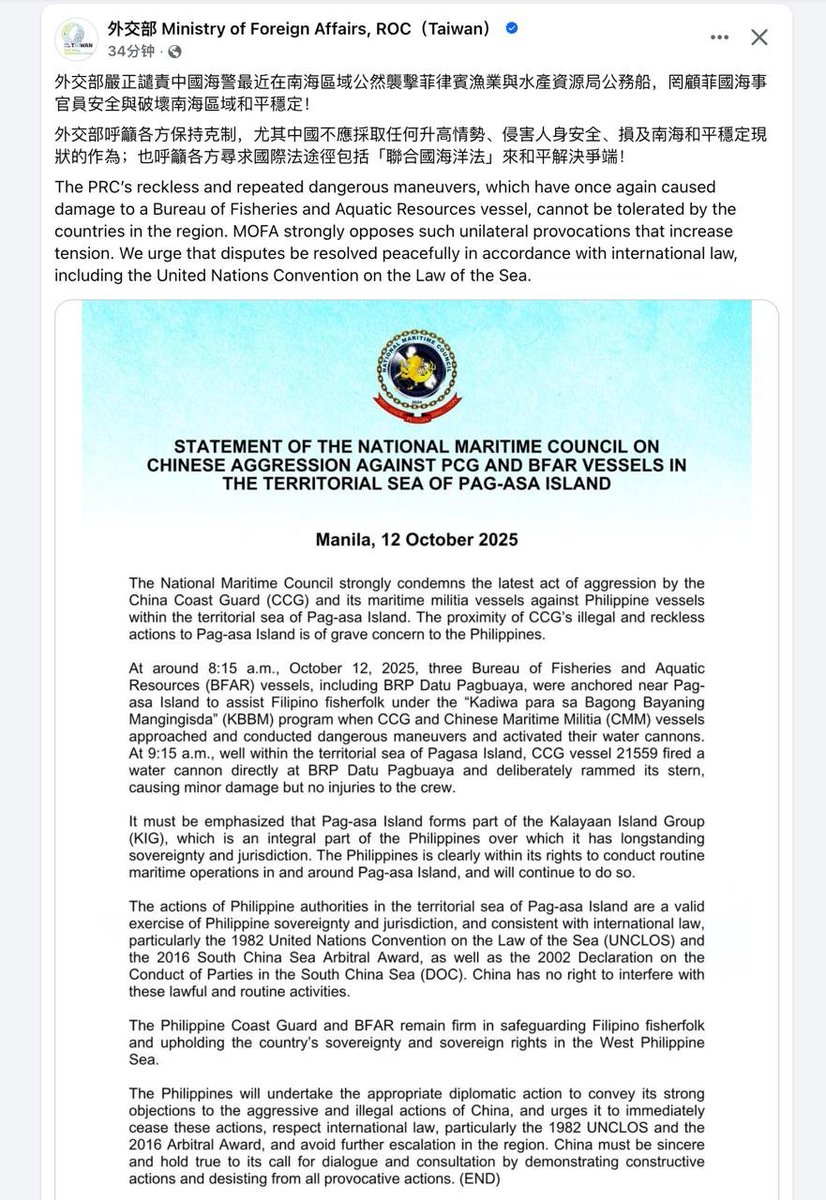 外交部 Ministry of Foreign Affairs, ROC（Taiwan）
34分钟 ·
外交部嚴正譴責中國海警最近在南海區域公然襲擊菲律賓漁業與水產資源局公務船，罔顧菲國海事
官員安全與破壞南海區域和平穩定！
外交部呼籲各方保持克制，尤其中國不應採取任何升高情勢、侵害人身安全、損及南海和平穩定現
狀的作為；也呼籲各方尋求國際法途徑包括「聯合國海洋法」來和平解決爭端！
The PRC’s reckless and repeated dangerous maneuvers, which have once again caused
damage to a Bureau of Fisheries and Aquatic Resources vessel, cannot be tolerated by the
countries in the region. MOFA strongly opposes such unilateral provocations that increase
tension. We urge that disputes be resolved peacefully in accordance with international law,
including the United Nations Convention on the Law of the Sea.
NATIONAL MARITIME COUNCIL
STATEMENT OF THE NATIONAL MARITIME COUNCIL ON
CHINESE AGGRESSION AGAINST PCG AND BFAR VESSELS IN
THE TERRITORIAL SEA OF PAG-ASA ISLAND
Manila, 12 October 2025
The National Maritime Council strongly condemns the latest act of aggression by the
China Coast Guard (CCG) and its maritime militia vessels against Philippine vessels
within the territorial sea of Pag-asa Island. The proximity of CCG’s illegal and reckless
actions to Pag-asa Island is of grave concern to the Philippines.
At around 8:15 a.m., October 12, 2025, three Bureau of Fisheries and Aquatic
Resources (BFAR) vessels, including BRP Datu Pagbuaya, were anchored near Pag-
asa Island to assist Filipino fisherfolk under the “Kadiwa para sa Bagong Bayaning
Mangingisda” (KBBM) program when CCG and Chinese Maritime Militia (CMM) vessels
approached and conducted dangerous maneuvers and activated their water cannons.
At 9:15 a.m., well within the territorial sea of Pagasa Island, CCG vessel 21559 fired a
water cannon directly at BRP Datu Pagbuaya and deliberately rammed its stern,
causing minor damage but no injuries to the crew.
It must be emphasized that Pag-asa Island forms part of the Kalayaan Island Group
(KIG), which is an integral part of the Philippines over which it has longstanding
sovereignty and jurisdiction. The Philippines is clearly within its rights to conduct routine
maritime operations in and around Pag-asa Island, and will continue to do so.
The actions of Philippine authorities in the territorial sea of Pag-asa Island are a valid
exercise of Philippine sovereignty and jurisdiction, and consistent with international law,
particularly the 1982 United Nations Convention on the Law of the Sea (UNCLOS) and
the 2016 South China Sea Arbitral Award, as well as the 2002 Declaration on the
Conduct of Parties in the South China Sea (DOC). China has no right to interfere with
these lawful and routine activities.
The Philippine Coast Guard and BFAR remain firm in safeguarding Filipino fisherfolk
and upholding the country’s sovereignty and sovereign rights in the West Philippine
Sea.
The Philippines will undertake the appropriate diplomatic action to convey its strong
objections to the aggressive and illegal actions of China, and urges it to immediately
cease these actions, respect international law, particularly the 1982 UNCLOS and the
2016 Arbitral Award, and avoid further escalation in the region. China must be sincere
and hold true to its call for dialogue and consultation by demonstrating constructive
actions and desisting from all provocative actions. (END)